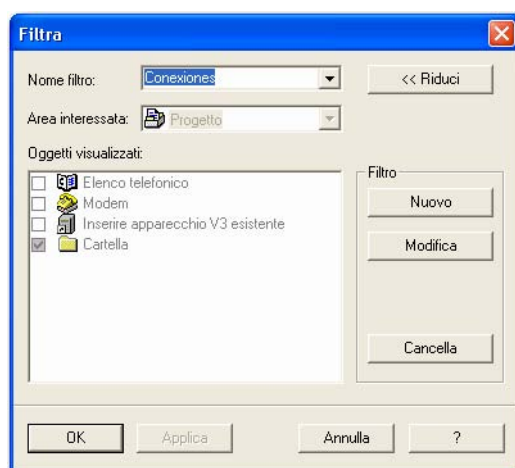 Filtra
Nome filtro: Conexiones << Riduci
Area interessata: Progetto
Oggetti visualizzati:
Elenco telefonico
Modem
Inserire apparecchio V3 esistente
Cartella
Filtro
Nuovo
Modifica
Cancella
OK Applica Annulla ?